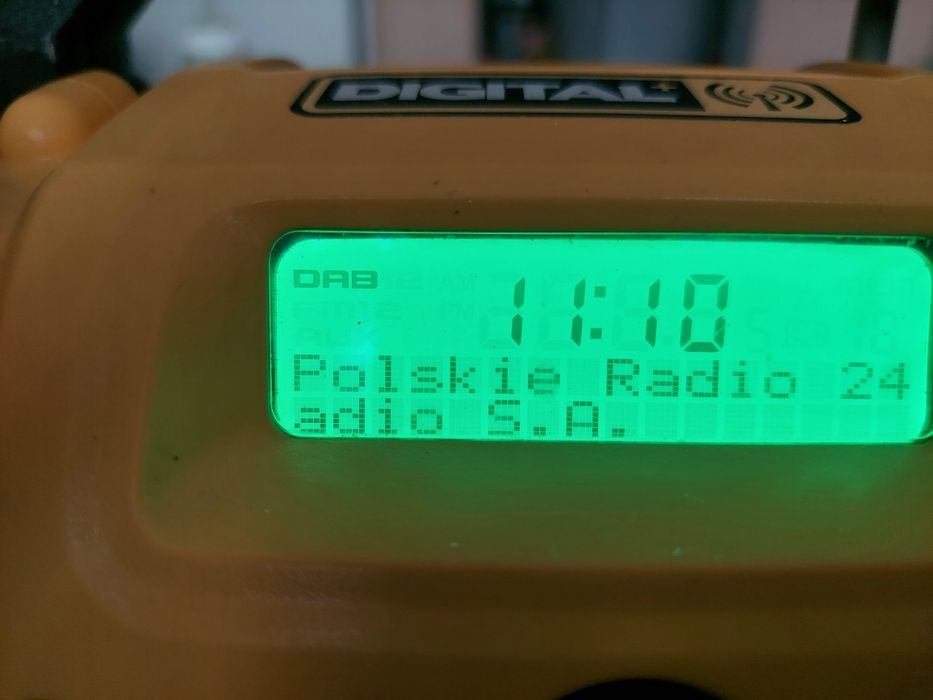 DIGITAL+
DAB 11:10
Polskie Radio 24
adio S.A.